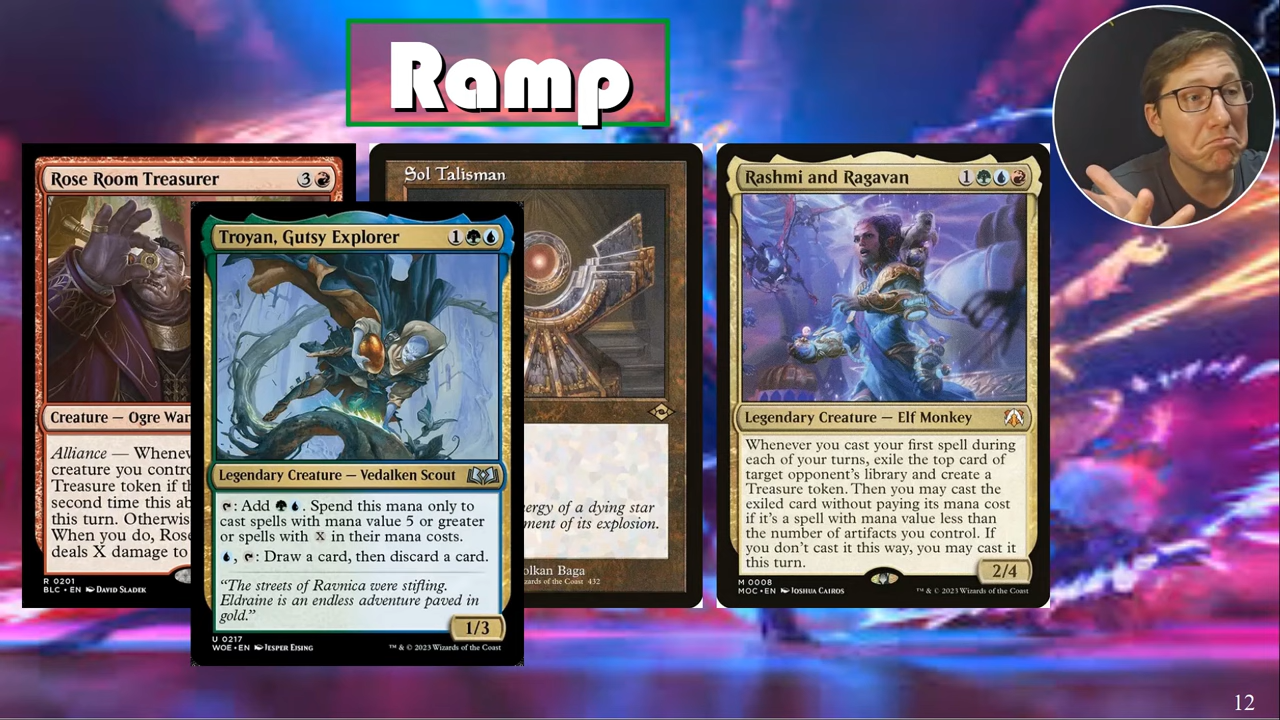 Ramp
Rose Room Treasurer 3
Creature — Ogre War
Alliance — Whenev
creature you contro
Treasure token if th
second time this ab
this turn. Otherwis
When you do, Rose
deals X damage to
R 0201
BLC • EN DAVID SLADEK
Troyan, Gutsy Explorer 1
Legendary Creature — Vedalken Scout
: Add . Spend this mana only to
cast spells with mana value 5 or greater
or spells with X in their mana costs.
, : Draw a card, then discard a card.
“The streets of Ravnica were stifling.
Eldraine is an endless adventure paved in
gold.”
1/3
U 0217
WOE • EN JESPER EISING
™ & © 2023 Wizards of the Coast
Sol Talisman
ergy of a dying star
ment of its explosion.
olkan Baga
zards of the Coast 432
Rashmi and Ragavan 1
Legendary Creature — Elf Monkey
Whenever you cast your first spell during
each of your turns, exile the top card of
target opponent’s library and create a
Treasure token. Then you may cast the
exiled card without paying its mana cost
if it’s a spell with mana value less than
the number of artifacts you control. If
you don’t cast it this way, you may cast it
this turn.
2/4
M 0008
MOC • EN JOSHUA CAIROS
™ & © 2023 Wizards of the Coast
12